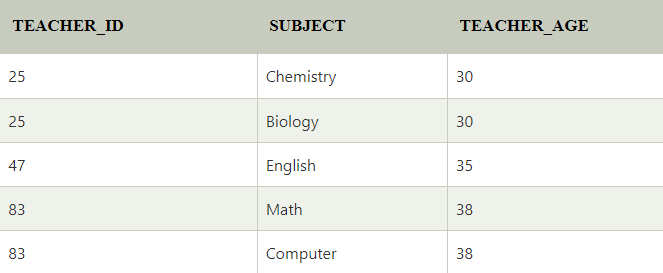 TEACHER_ID SUBJECT TEACHER_AGE
25 Chemistry 30
25 Biology 30
47 English 35
83 Math 38
83 Computer 38